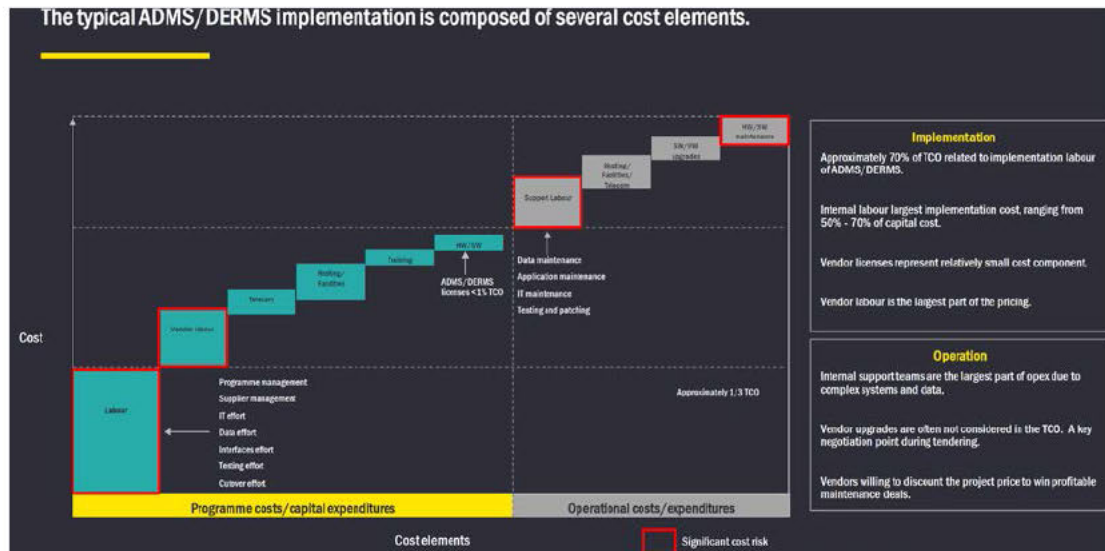 The typical ADMS/DERMS implementation is composed of several cost elements.
Cost
Labour
Telecom
Hosting/
Facilities
Training
HW/SW
Programme management
Supplier management
IT effort
Data effort
Interfaces effort
Testing effort
Cutover effort
ADMS/DERMS
licenses <1% TCO
Support Labour
Hosting/
Facilities/
Telecom
SW/HW
upgrades
HW/SW
maintenance
Data maintenance
Application maintenance
IT maintenance
Testing and patching
Approximately 1/3 TCO
Programme costs/capital expenditures
Operational costs/expenditures
Cost elements
Significant cost risk
Implementation
Approximately 70% of TCO related to implementation labour
of ADMS/DERMS.
Internal labour largest implementation cost, ranging from
50% - 70% of capital cost.
Vendor licenses represent relatively small cost component.
Vendor labour is the largest part of the pricing.
Operation
Internal support teams are the largest part of opex due to
complex systems and data.
Vendor upgrades are often not considered in the TCO. A key
negotiation point during tendering.
Vendors willing to discount the project price to win profitable
maintenance deals.